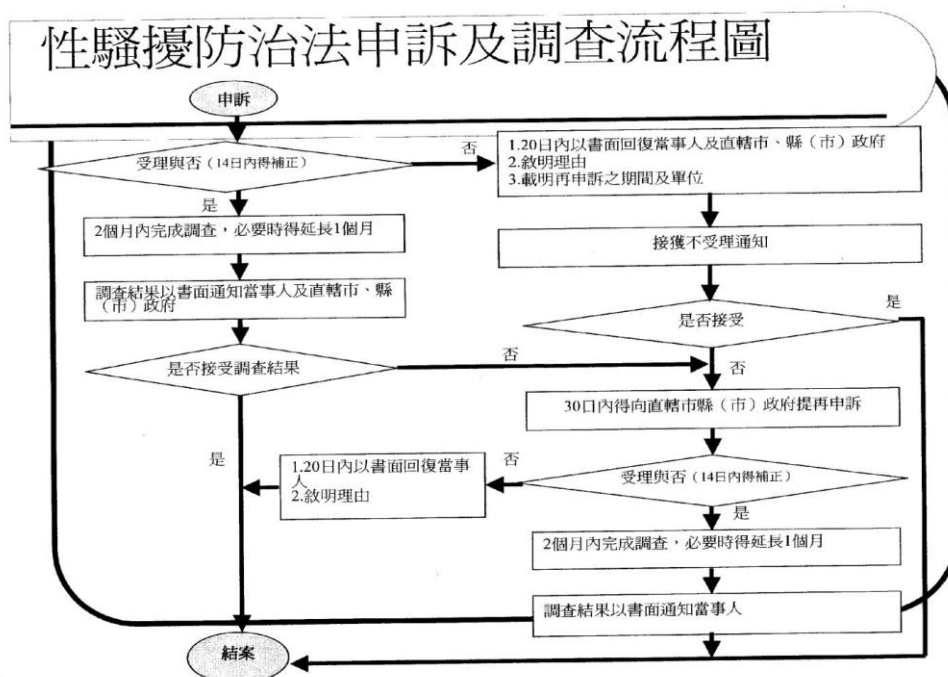 性騷擾防治法申訴及調查流程圖
申訴
受理與否(14日內得補正)
否
1.20日內以書面回復當事人及直轄市、縣(市)政府
2.敘明理由
3.載明再申訴之期間及單位
是
2個月內完成調查，必要時得延長1個月
接獲不受理通知
調查結果以書面通知當事人及直轄市、縣
(市)政府
是否接受
是
是否接受調查結果
否
否
30日內得向直轄市縣(市)政府提再申訴
是
1.20日內以書面回復當事
人
2.敘明理由
否
受理與否(14日內得補正)
是
2個月內完成調查，必要時得延長1個月
調查結果以書面通知當事人
結案